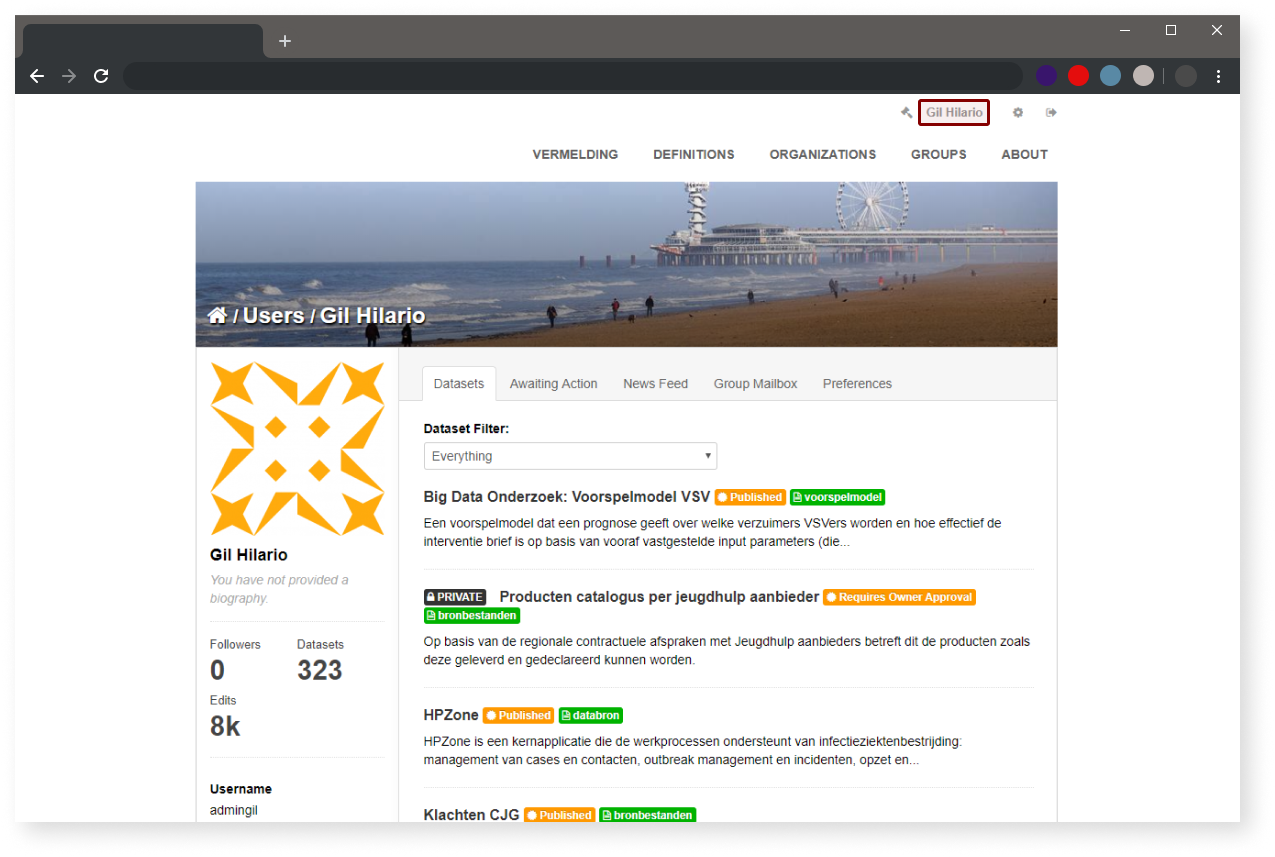 Gil Hilario
VERMELDING DEFINITIONS ORGANIZATIONS GROUPS ABOUT
/ Users / Gil Hilario
Datasets Awaiting Action News Feed Group Mailbox Preferences
Dataset Filter:
Everything
Big Data Onderzoek: Voorspelmodel VSV Published voorspelmodel
Een voorspelmodel dat een prognose geeft over welke verzuimers VSVers worden en hoe effectief de
interventie brief is op basis van vooraf vastgestelde input parameters (die...
PRIVATE Producten catalogus per jeugdhulp aanbieder Requires Owner Approval
bronbestanden
Op basis van de regionale contractuele afspraken met Jeugdhulp aanbieders betreft dit de producten zoals
deze geleverd en gedeclareerd kunnen worden.
HPZone Published databron
HPZone is een kernapplicatie die de werkprocessen ondersteunt van infectieziektenbestrijding:
management van cases en contacten, outbreak management en incidenten, opzet en...
Klachten CJG Published bronbestanden
Gil Hilario
You have not provided a
biography.
Followers Datasets
0 323
Edits
8k
Username
admingil